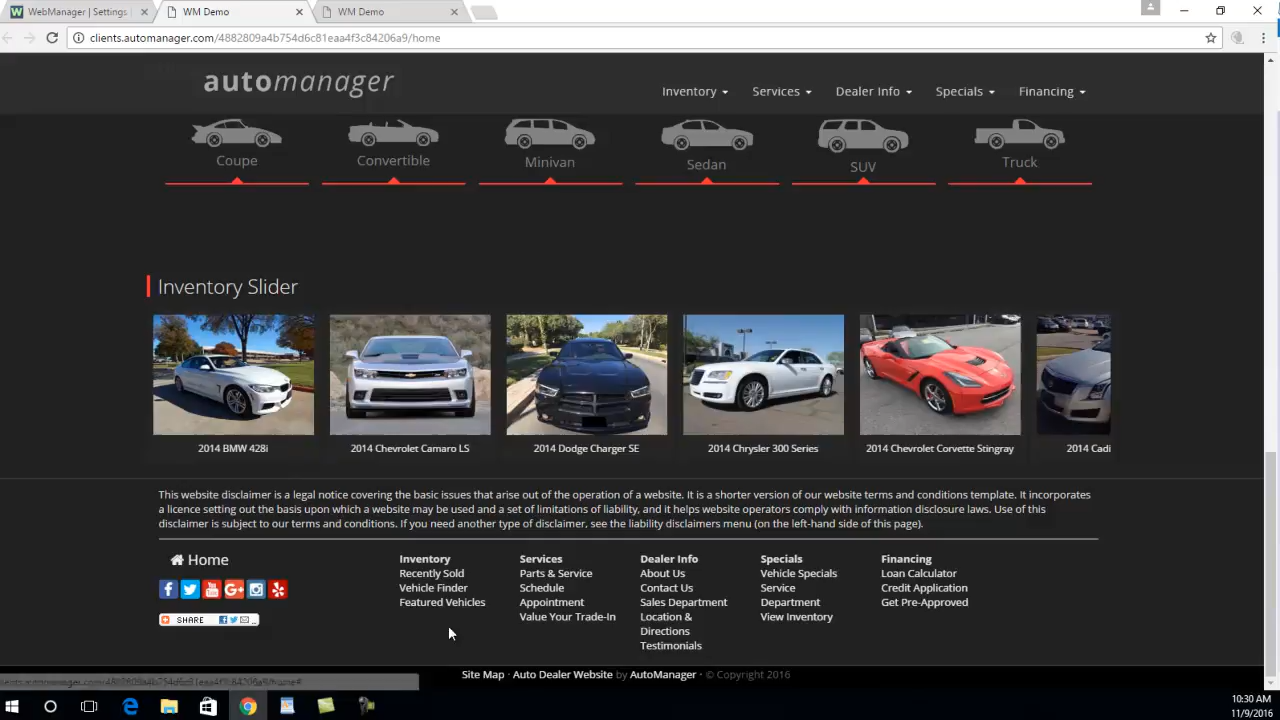 WebManager | Settings
WM Demo
WM Demo
clients.automanager.com/4882809a4b754d6c81eaa4f3c84206a9/home
automanager
Inventory
Services
Dealer Info
Specials
Financing
Coupe
Convertible
Minivan
Sedan
SUV
Truck
Inventory Slider
2014 BMW 428i
2014 Chevrolet Camaro LS
2014 Dodge Charger SE
2014 Chrysler 300 Series
2014 Chevrolet Corvette Stingray
2014 Cadi
This website disclaimer is a legal notice covering the basic issues that arise out of the operation of a website. It is a shorter version of our website terms and conditions template. It incorporates
a licence setting out the basis upon which a website may be used and a set of limitations of liability, and it helps website operators comply with information disclosure laws. Use of this
disclaimer is subject to our terms and conditions. If you need another type of disclaimer, see the liability disclaimers menu (on the left-hand side of this page).
Home
SHARE
Inventory
Recently Sold
Vehicle Finder
Featured Vehicles
Services
Parts & Service
Schedule
Appointment
Value Your Trade-In
Dealer Info
About Us
Contact Us
Sales Department
Location &
Directions
Testimonials
Specials
Vehicle Specials
Service
Department
View Inventory
Financing
Loan Calculator
Credit Application
Get Pre-Approved
Site Map · Auto Dealer Website by AutoManager · © Copyright 2016
10:30 AM
11/9/2016